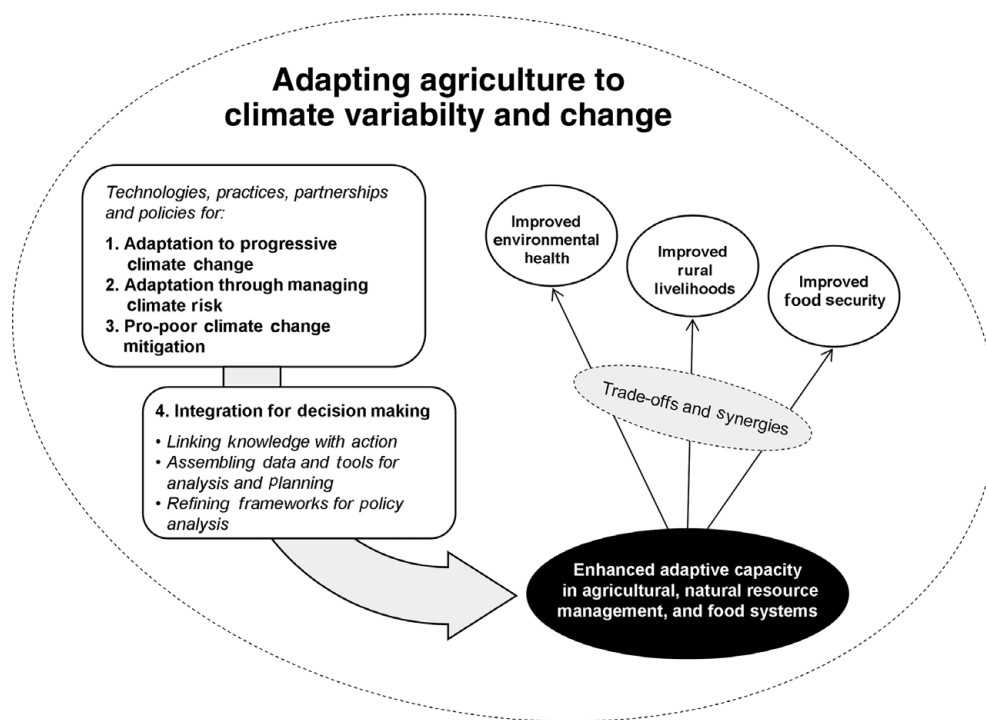 Adapting agriculture to
climate variabilty and change
Technologies, practices, partnerships
and policies for:
1. Adaptation to progressive
climate change
2. Adaptation through managing
climate risk
3. Pro-poor climate change
mitigation
4. Integration for decision making
• Linking knowledge with action
• Assembling data and tools for
analysis and Planning
• Refining frameworks for policy
analysis
Improved
environmental
health
Improved
rural
livelihoods
Improved
food security
Trade-offs and synergies
Enhanced adaptive capacity
in agricultural, natural resource
management, and food systems